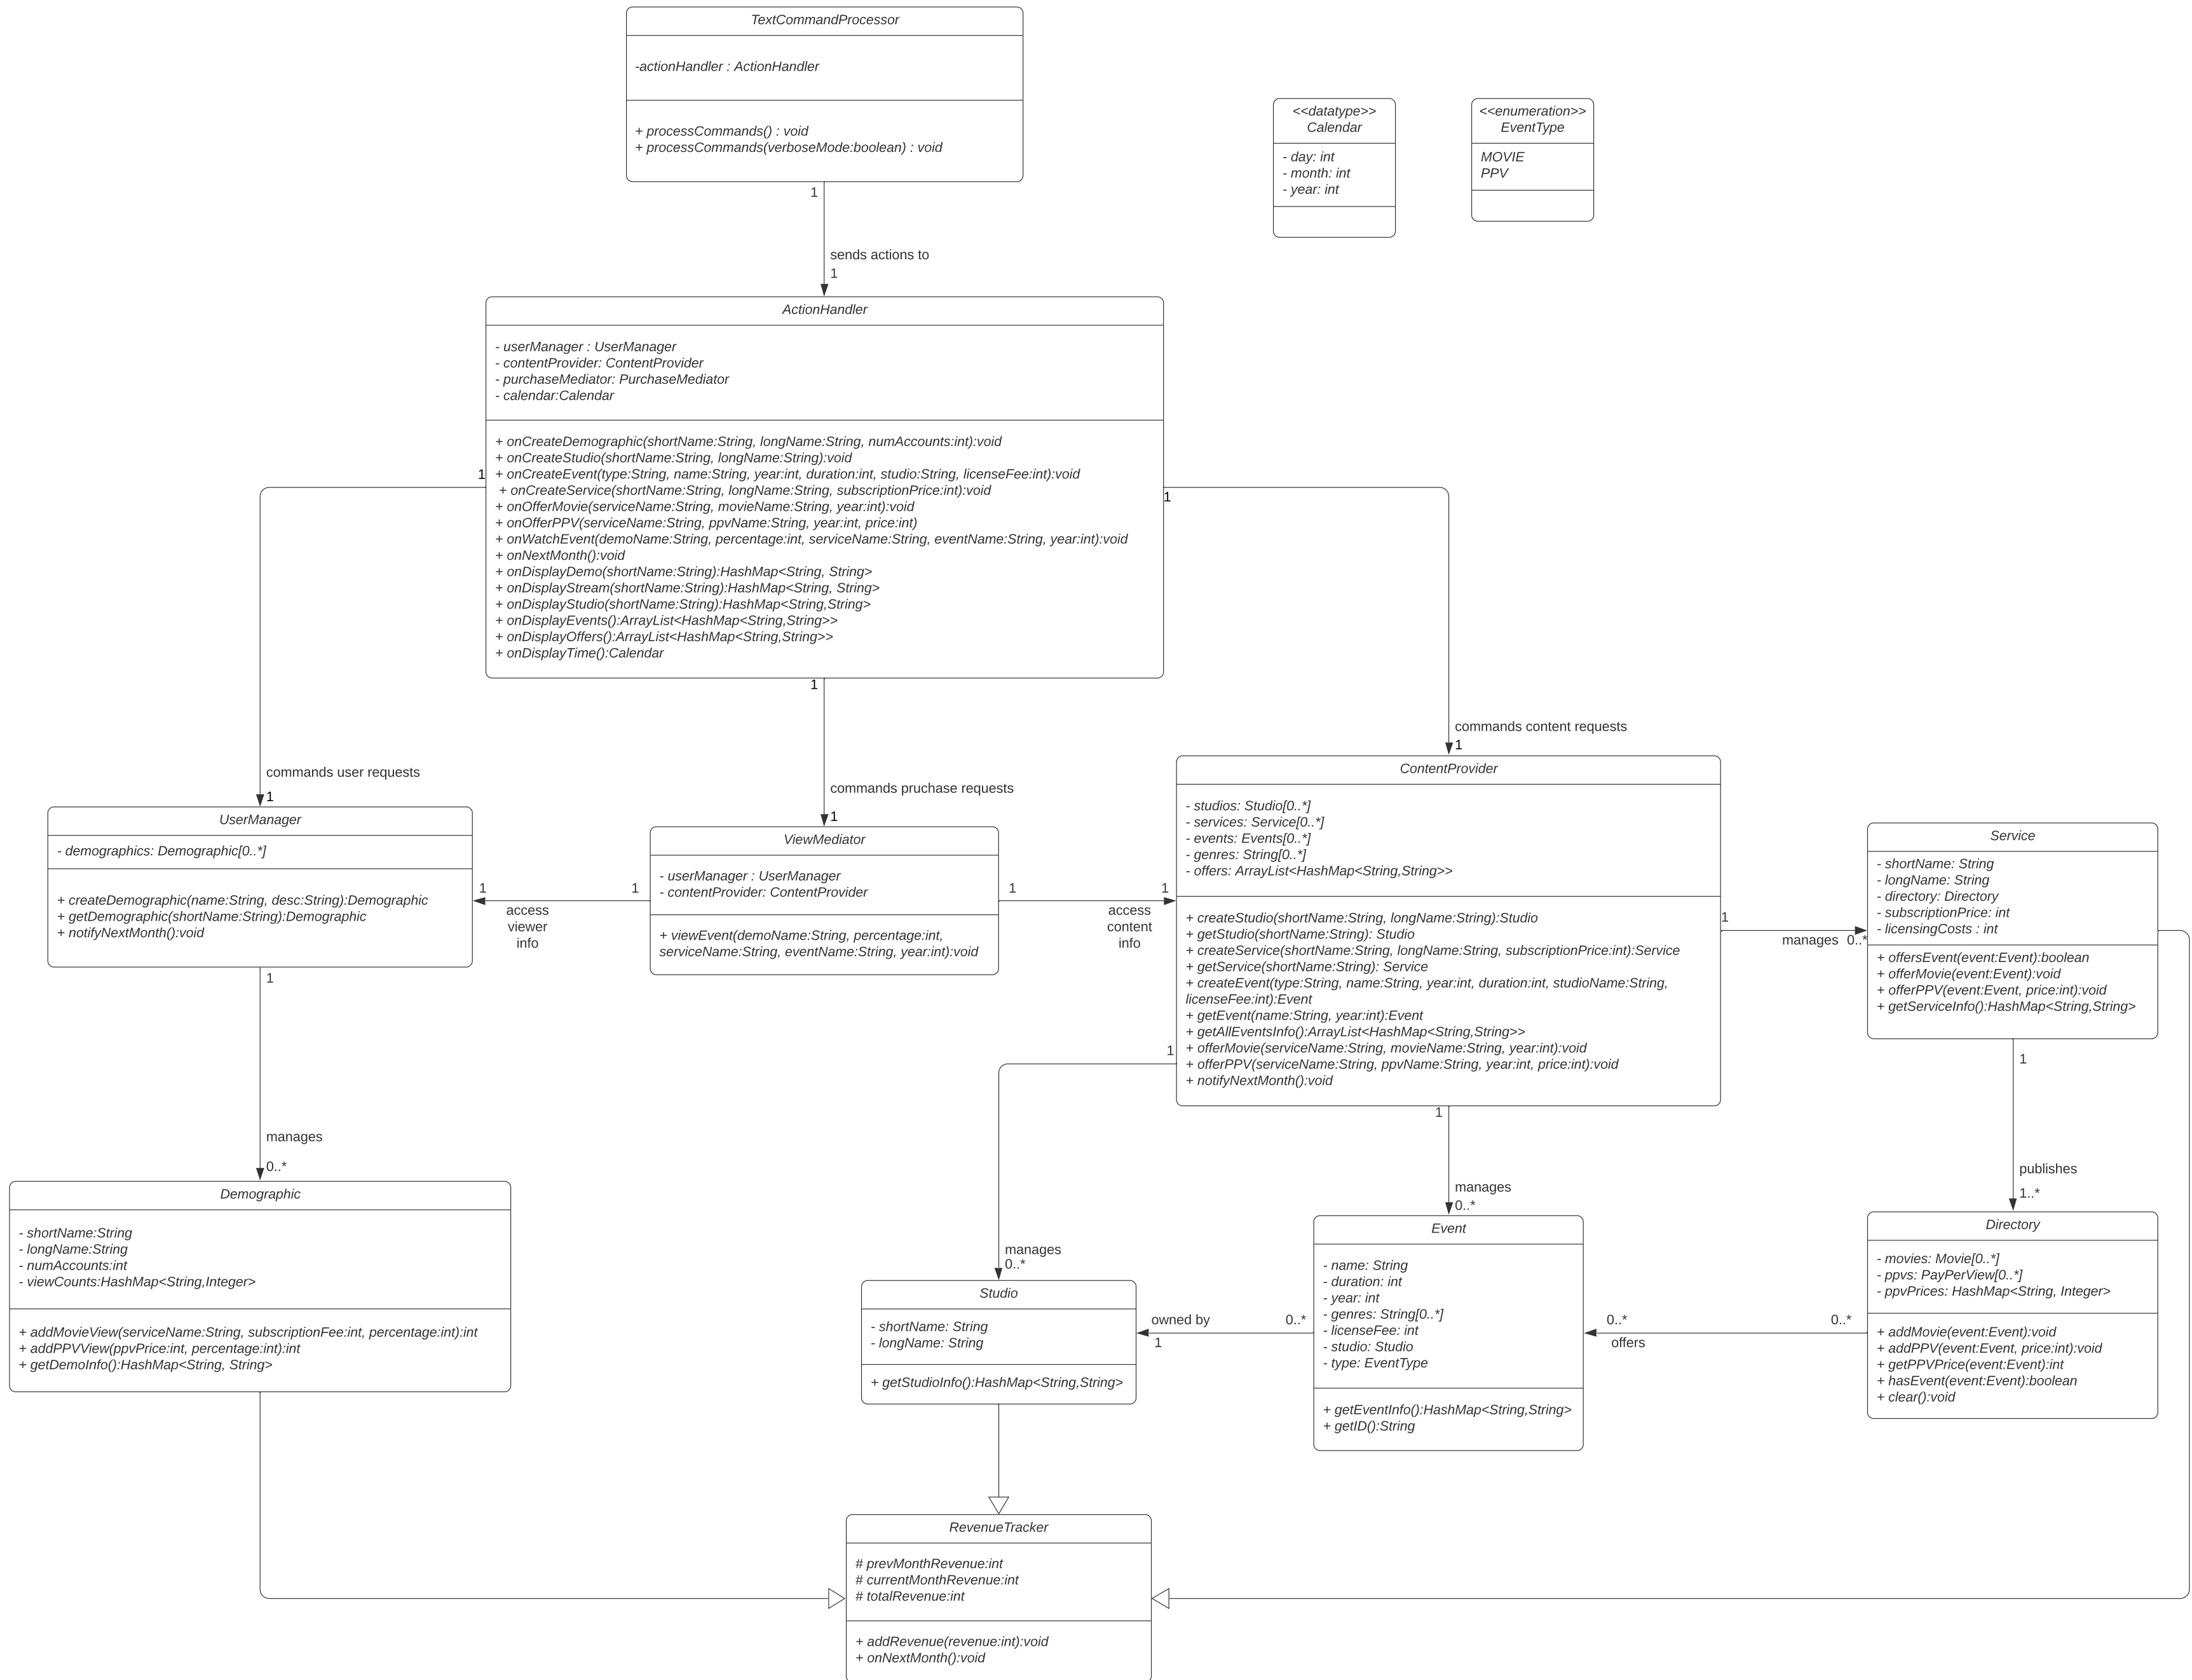 TextCommandProcessor
-actionHandler : ActionHandler
+ processCommands() : void
+ processCommands(verboseMode:boolean) : void
<<datatype>>
Calendar
- day: int
- month: int
- year: int
<<enumeration>>
EventType
MOVIE
PPV
1
sends actions to
1
ActionHandler
- userManager : UserManager
- contentProvider: ContentProvider
- purchaseMediator: PurchaseMediator
- calendar:Calendar
+ onCreateDemographic(shortName:String, longName:String, numAccounts:int):void
+ onCreateStudio(shortName:String, longName:String):void
+ onCreateEvent(type:String, name:String, year:int, duration:int, studio:String, licenseFee:int):void
+ onCreateService(shortName:String, longName:String, subscriptionPrice:int):void
+ onOfferMovie(serviceName:String, movieName:String, year:int):void
+ onOfferPPV(serviceName:String, ppvName:String, year:int, price:int)
+ onWatchEvent(demoName:String, percentage:int, serviceName:String, eventName:String, year:int):void
+ onNextMonth():void
+ onDisplayDemo(shortName:String):HashMap<String, String>
+ onDisplayStream(shortName:String):HashMap<String, String>
+ onDisplayStudio(shortName:String):HashMap<String,String>
+ onDisplayEvents():ArrayList<HashMap<String,String>>
+ onDisplayOffers():ArrayList<HashMap<String,String>>
+ onDisplayTime():Calendar
1
1
1
commands user requests
1
commands pruchase requests
1
commands content requests
1
UserManager
- demographics: Demographic[0..*]
+ createDemographic(name:String, desc:String):Demographic
+ getDemographic(shortName:String):Demographic
+ notifyNextMonth():void
1
1
access
viewer
info
ViewMediator
- userManager : UserManager
- contentProvider: ContentProvider
+ viewEvent(demoName:String, percentage:int,
serviceName:String, eventName:String, year:int):void
1
1
access
content
info
ContentProvider
- studios: Studio[0..*]
- services: Service[0..*]
- events: Events[0..*]
- genres: String[0..*]
- offers: ArrayList<HashMap<String,String>>
+ createStudio(shortName:String, longName:String):Studio
+ getStudio(shortName:String): Studio
+ createService(shortName:String, longName:String, subscriptionPrice:int):Service
+ getService(shortName:String): Service
+ createEvent(type:String, name:String, year:int, duration:int, studioName:String,
licenseFee:int):Event
+ getEvent(name:String, year:int):Event
+ getAllEventsInfo():ArrayList<HashMap<String,String>>
+ offerMovie(serviceName:String, movieName:String, year:int):void
+ offerPPV(serviceName:String, ppvName:String, year:int, price:int):void
+ notifyNextMonth():void
1
manages 0..*
Service
- shortName: String
- longName: String
- directory: Directory
- subscriptionPrice: int
- licensingCosts : int
+ offersEvent(event:Event):boolean
+ offerMovie(event:Event):void
+ offerPPV(event:Event, price:int):void
+ getServiceInfo():HashMap<String,String>
1
manages
0..*
1
manages
0..*
1
manages
0..*
1
publishes
1..*
Demographic
- shortName:String
- longName:String
- numAccounts:int
- viewCounts:HashMap<String,Integer>
+ addMovieView(serviceName:String, subscriptionFee:int, percentage:int):int
+ addPPVView(ppvPrice:int, percentage:int):int
+ getDemoInfo():HashMap<String, String>
Studio
- shortName: String
- longName: String
+ getStudioInfo():HashMap<String,String>
owned by
1
0..*
Event
- name: String
- duration: int
- year: int
- genres: String[0..*]
- licenseFee: int
- studio: Studio
- type: EventType
+ getEventInfo():HashMap<String,String>
+ getID():String
0..*
offers
0..*
Directory
- movies: Movie[0..*]
- ppvs: PayPerView[0..*]
- ppvPrices: HashMap<String, Integer>
+ addMovie(event:Event):void
+ addPPV(event:Event, price:int):void
+ getPPVPrice(event:Event):int
+ hasEvent(event:Event):boolean
+ clear():void
RevenueTracker
# prevMonthRevenue:int
# currentMonthRevenue:int
# totalRevenue:int
+ addRevenue(revenue:int):void
+ onNextMonth():void